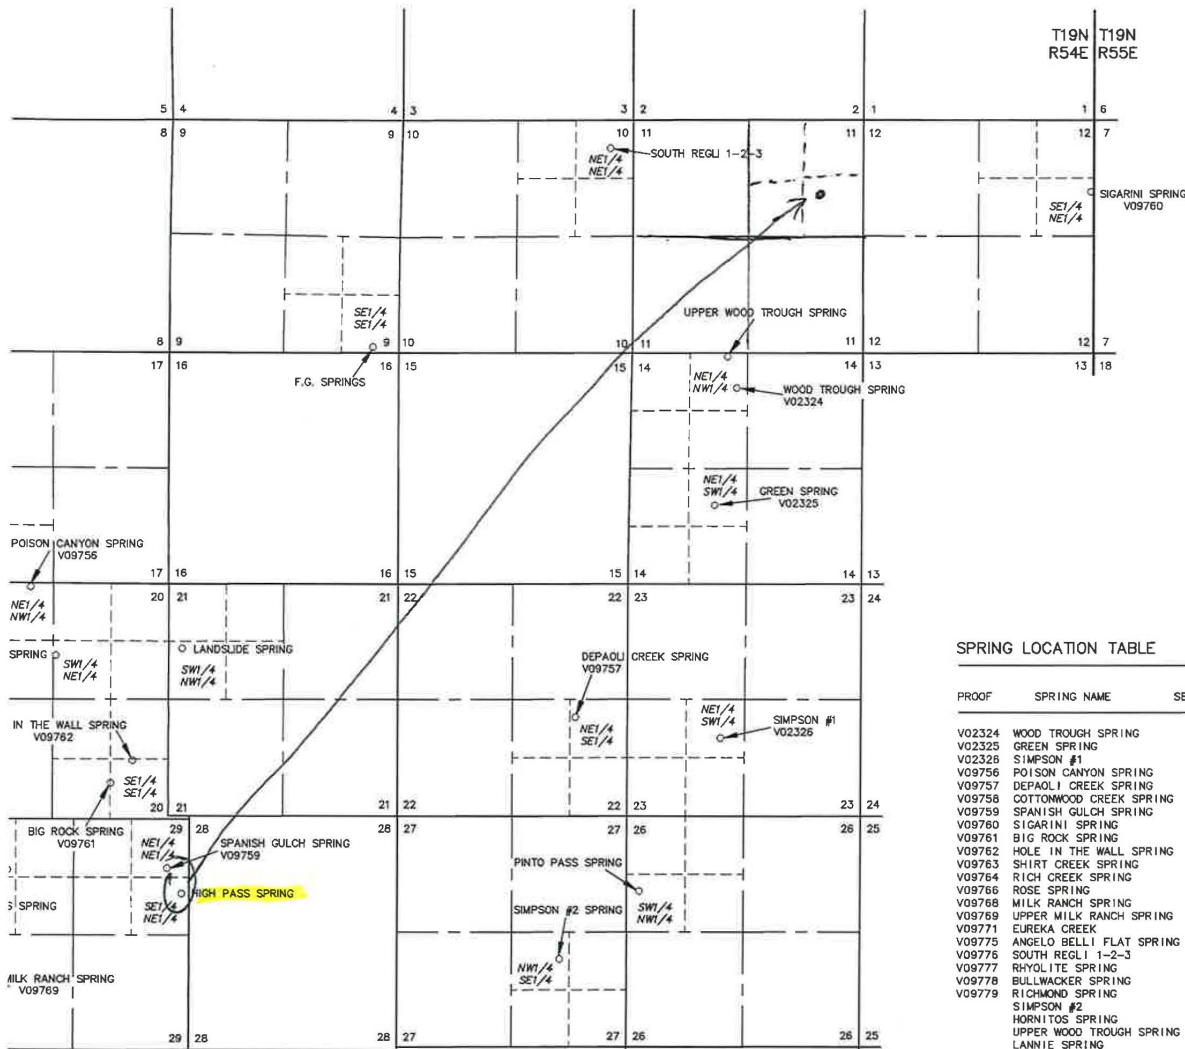 T19N T19N
R54E R55E
5 4
4 3
3 2
2 1
1 6
8 9
9 10
10 11
11 12
12 7
NE1/4
NE1/4
SOUTH REGLI 1-2-3
SE1/4
NE1/4
SIGARINI SPRING
V09760
SE1/4
SE1/4
F.G. SPRINGS
UPPER WOOD TROUGH SPRING
8 9
9 10
10 11
11 12
12 7
17 16
16 15
15 14
14 13
13 18
NE1/4
NW1/4
WOOD TROUGH SPRING
V02324
NE1/4
SW1/4
GREEN SPRING
V02325
POISON CANYON SPRING
V09756
17 16
16 15
15 14
14 13
20 21
21 22
22 23
23 24
NE1/4
NW1/4
SPRING
SW1/4
NE1/4
LANDSLIDE SPRING
SW1/4
NW1/4
DEPAOLI CREEK SPRING
V09757
NE1/4
SE1/4
NE1/4
SW1/4
SIMPSON #1
V02326
IN THE WALL SPRING
V09762
SE1/4
SE1/4
20 21
21 22
22 23
23 24
29 28
28 27
27 26
26 25
BIG ROCK SPRING
V09761
NE1/4
NE1/4
SPANISH GULCH SPRING
V09759
HIGH PASS SPRING
SE1/4
NE1/4
S SPRING
PINTO PASS SPRING
SW1/4
NW1/4
SIMPSON #2 SPRING
NW1/4
SE1/4
MILK RANCH SPRING
V09769
29 28
28 27
27 26
26 25
SPRING LOCATION TABLE
PROOF SPRING NAME SE
V02324 WOOD TROUGH SPRING
V02325 GREEN SPRING
V02326 SIMPSON #1
V09756 POISON CANYON SPRING
V09757 DEPAOLI CREEK SPRING
V09758 COTTONWOOD CREEK SPRING
V09759 SPANISH GULCH SPRING
V09760 SIGARINI SPRING
V09761 BIG ROCK SPRING
V09762 HOLE IN THE WALL SPRING
V09763 SHIRT CREEK SPRING
V09764 RICH CREEK SPRING
V09766 ROSE SPRING
V09768 MILK RANCH SPRING
V09769 UPPER MILK RANCH SPRING
V09771 EUREKA CREEK
V09775 ANGELO BELLI FLAT SPRING
V09776 SOUTH REGLI 1-2-3
V09777 RHYOLITE SPRING
V09778 BULLWACKER SPRING
V09779 RICHMOND SPRING
SIMPSON #2
HORNITOS SPRING
UPPER WOOD TROUGH SPRING
LANNIE SPRING